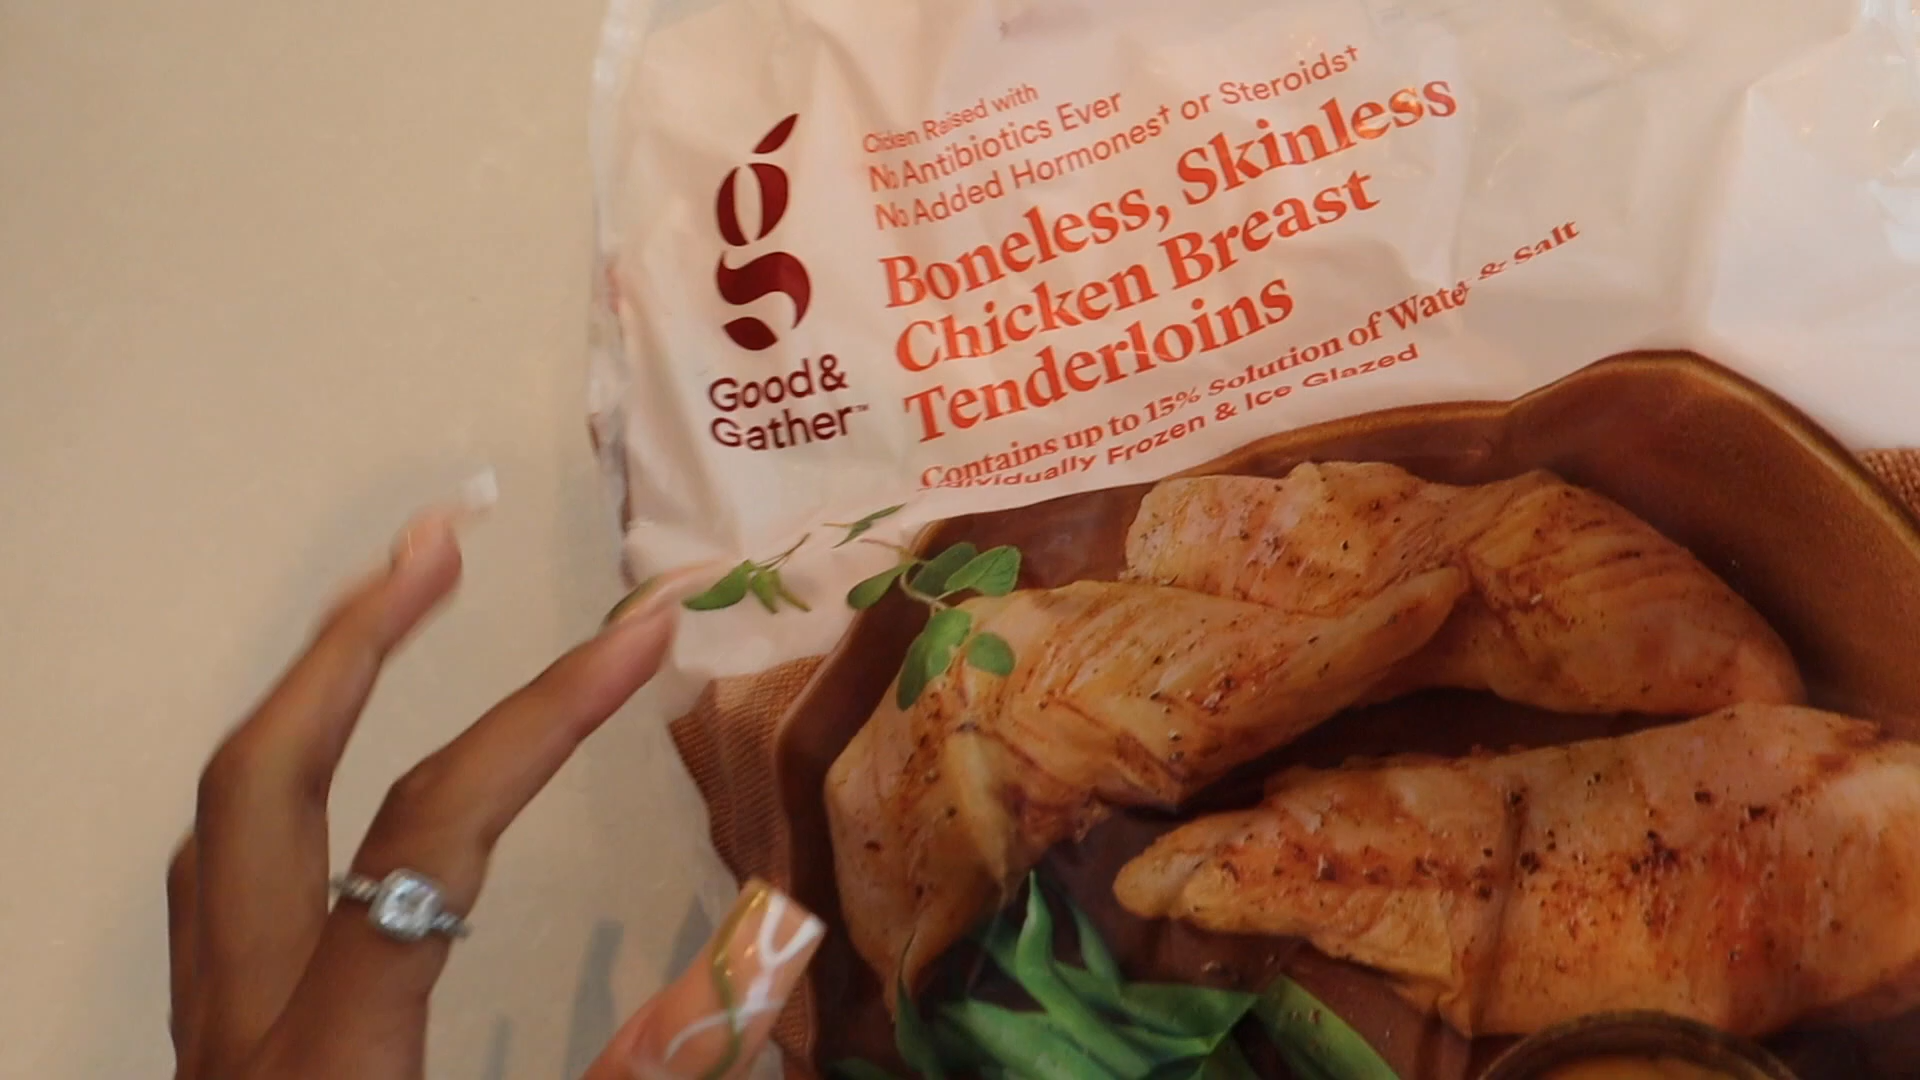 Chicken Raised with
No Antibiotics Ever
No Added Hormones† or Steroids†
Boneless, Skinless
Chicken Breast
Tenderloins
Contains up to 15% Solution of Water & Salt
Individually Frozen & Ice Glazed
g
Good &
Gather™